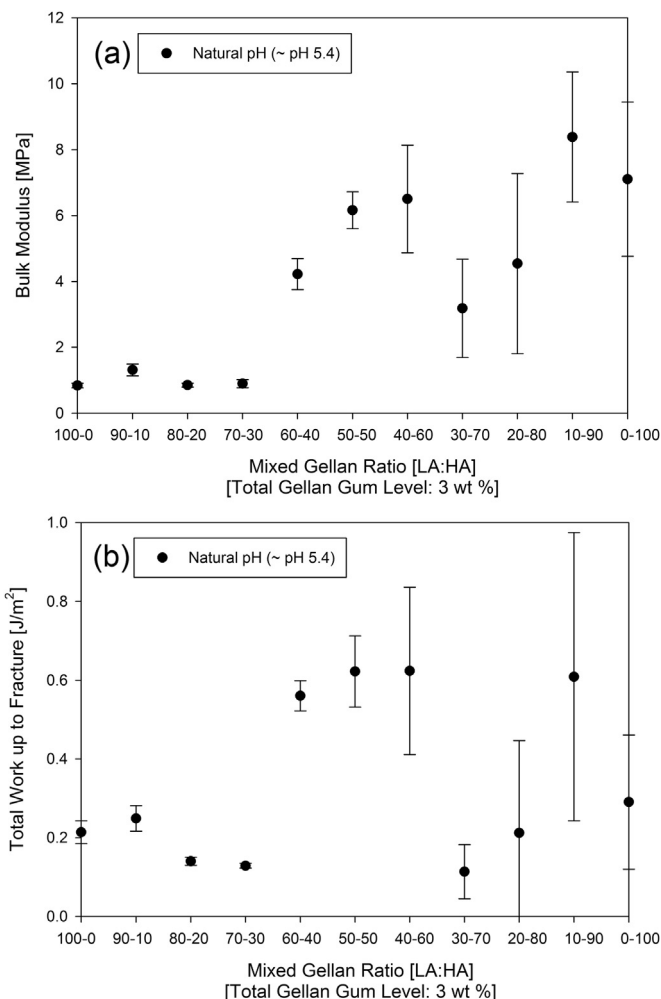 (a)
Natural pH (~ pH 5.4)
12
10
8
6
4
2
0
Bulk Modulus [MPa]
100-0 90-10 80-20 70-30 60-40 50-50 40-60 30-70 20-80 10-90 0-100
Mixed Gellan Ratio [LA:HA]
[Total Gellan Gum Level: 3 wt %]
(b)
Natural pH (~ pH 5.4)
1.0
0.8
0.6
0.4
0.2
0.0
Total Work up to Fracture [J/m²]
100-0 90-10 80-20 70-30 60-40 50-50 40-60 30-70 20-80 10-90 0-100
Mixed Gellan Ratio [LA:HA]
[Total Gellan Gum Level: 3 wt %]